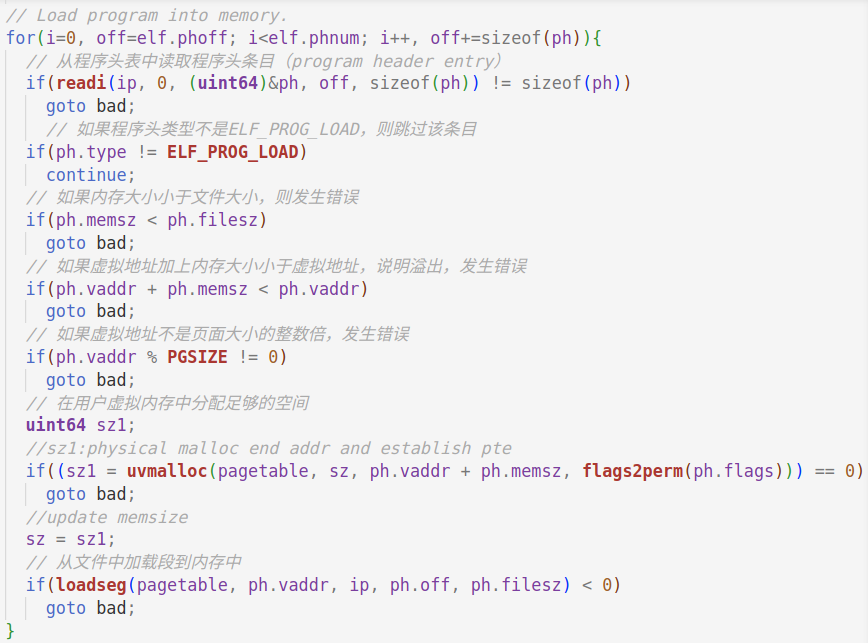 // Load program into memory.
for(i=0, off=elf.phoff; i<elf.phnum; i++, off+=sizeof(ph)){
  // 从程序头表中读取程序头条目（program header entry）
  if(readi(ip, 0, (uint64)&ph, off, sizeof(ph)) != sizeof(ph))
    goto bad;
    // 如果程序头类型不是ELF_PROG_LOAD，则跳过该条目
  if(ph.type != ELF_PROG_LOAD)
    continue;
  // 如果内存大小小于文件大小，则发生错误
  if(ph.memsz < ph.filesz)
    goto bad;
  // 如果虚拟地址加上内存大小小于虚拟地址，说明溢出，发生错误
  if(ph.vaddr + ph.memsz < ph.vaddr)
    goto bad;
  // 如果虚拟地址不是页面大小的整数倍，发生错误
  if(ph.vaddr % PGSIZE != 0)
    goto bad;
  // 在用户虚拟内存中分配足够的空间
  uint64 sz1;
  //sz1:physical malloc end addr and establish pte
  if((sz1 = uvmalloc(pagetable, sz, ph.vaddr + ph.memsz, flags2perm(ph.flags))) == 0)
    goto bad;
  //update memsize
  sz = sz1;
  // 从文件中加载段到内存中
  if(loadseg(pagetable, ph.vaddr, ip, ph.off, ph.filesz) < 0)
    goto bad;
}